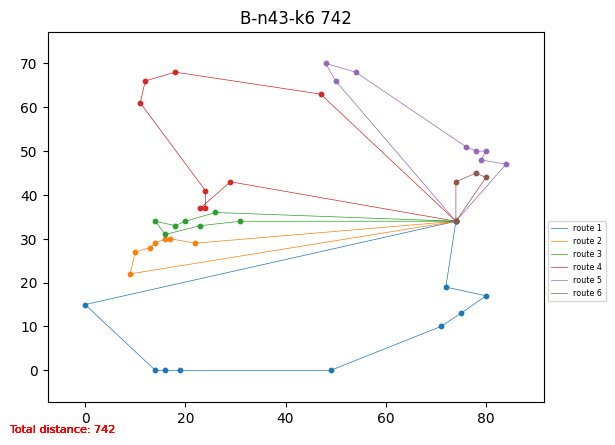 B-n43-k6 742
70
60
50
40
30
20
10
0
0 20 40 60 80
route 1
route 2
route 3
route 4
route 5
route 6
Total distance: 742